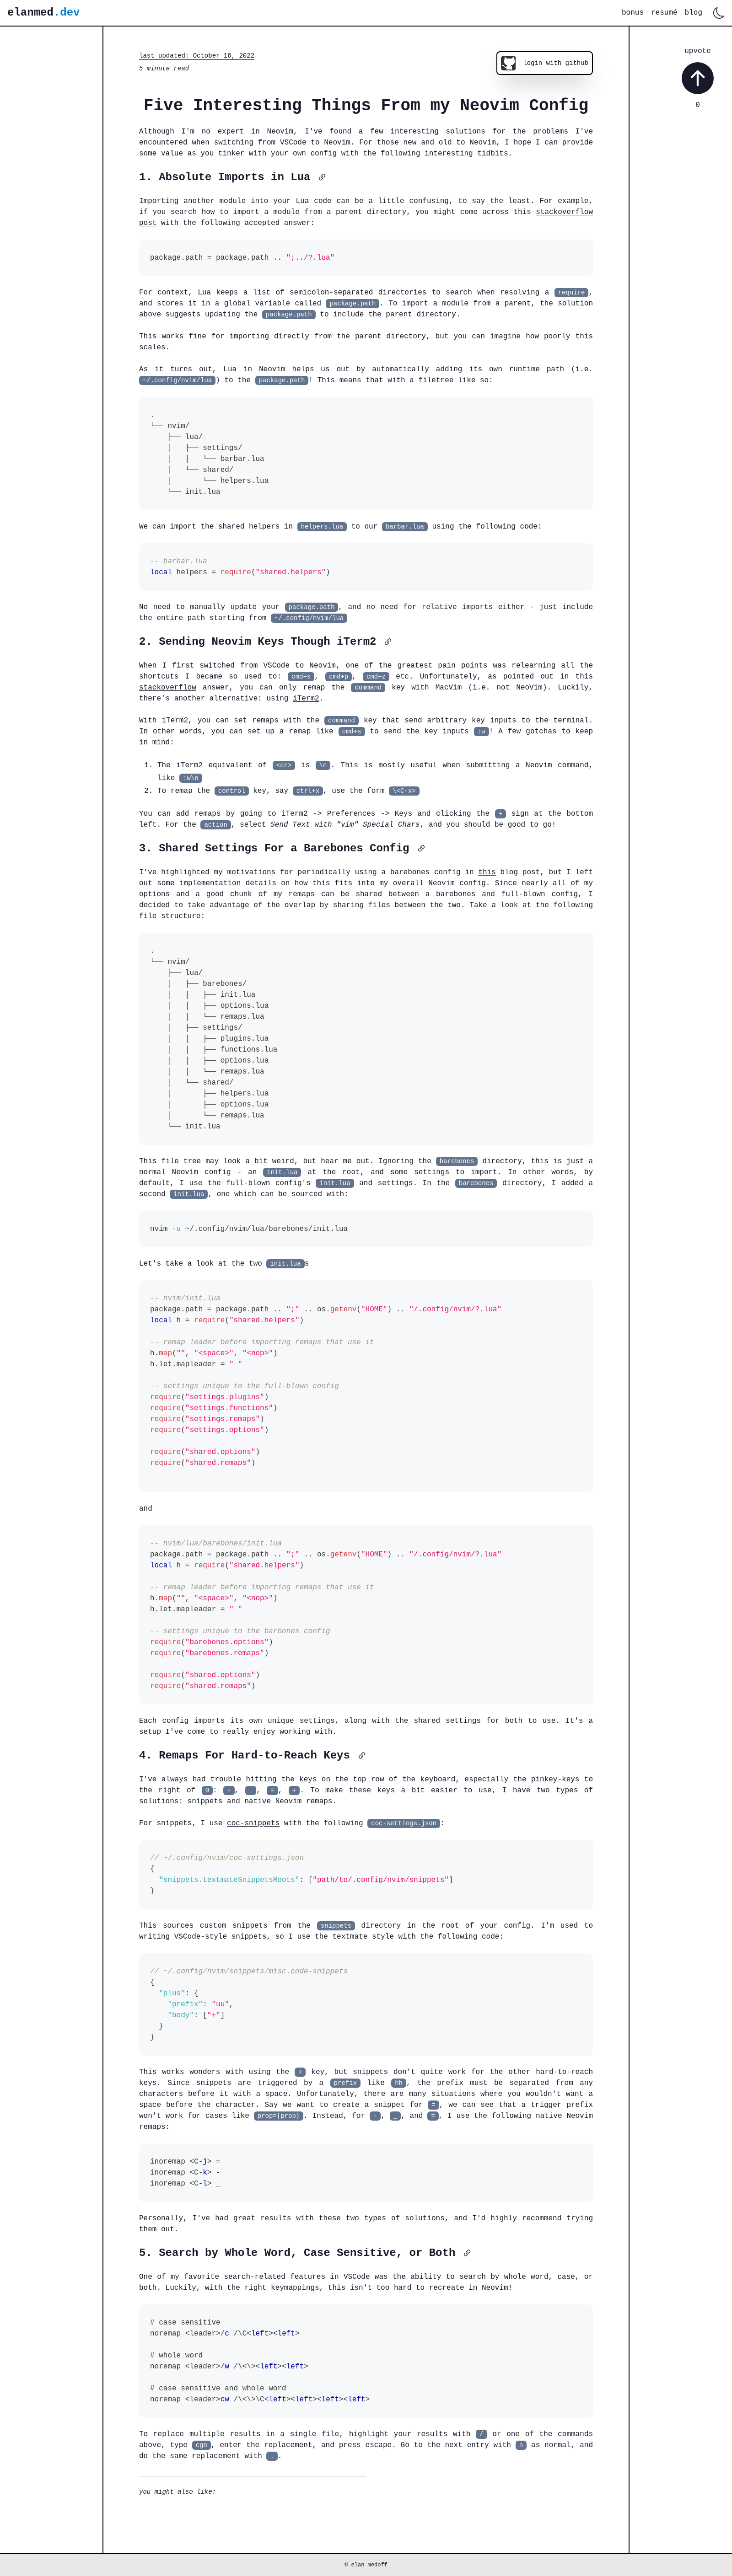 elanmed.dev
bonus resumé blog
upvote
0
last updated: October 16, 2022
5 minute read
login with github
Five Interesting Things From my Neovim Config
Although I'm no expert in Neovim, I've found a few interesting solutions for the problems I've
encountered when switching from VSCode to Neovim. For those new and old to Neovim, I hope I can provide
some value as you tinker with your own config with the following interesting tidbits.
1. Absolute Imports in Lua
Importing another module into your Lua code can be a little confusing, to say the least. For example,
if you search how to import a module from a parent directory, you might come across this stackoverflow
post with the following accepted answer:
package.path = package.path .. ";../?.lua"
For context, Lua keeps a list of semicolon-separated directories to search when resolving a require,
and stores it in a global variable called package.path. To import a module from a parent, the solution
above suggests updating the package.path to include the parent directory.
This works fine for importing directly from the parent directory, but you can imagine how poorly this
scales.
As it turns out, Lua in Neovim helps us out by automatically adding its own runtime path (i.e.
~/.config/nvim/lua) to the package.path! This means that with a filetree like so:
.
└── nvim/
    ├── lua/
    │   ├── settings/
    │   │   └── barbar.lua
    │   └── shared/
    │       └── helpers.lua
    └── init.lua
We can import the shared helpers in helpers.lua to our barbar.lua using the following code:
-- barbar.lua
local helpers = require("shared.helpers")
No need to manually update your package.path, and no need for relative imports either - just include
the entire path starting from ~/.config/nvim/lua
2. Sending Neovim Keys Though iTerm2
When I first switched from VSCode to Neovim, one of the greatest pain points was relearning all the
shortcuts I became so used to: cmd+s, cmd+p, cmd+z etc. Unfortunately, as pointed out in this
stackoverflow answer, you can only remap the command key with MacVim (i.e. not NeoVim). Luckily,
there's another alternative: using iTerm2.
With iTerm2, you can set remaps with the command key that send arbitrary key inputs to the terminal.
In other words, you can set up a remap like cmd+s to send the key inputs :w! A few gotchas to keep
in mind:
1. The iTerm2 equivalent of <cr> is \n. This is mostly useful when submitting a Neovim command,
like :w\n
2. To remap the control key, say ctrl+x, use the form \<C-x>
You can add remaps by going to iTerm2 -> Preferences -> Keys and clicking the + sign at the bottom
left. For the action, select Send Text with "vim" Special Chars, and you should be good to go!
3. Shared Settings For a Barebones Config
I've highlighted my motivations for periodically using a barebones config in this blog post, but I left
out some implementation details on how this fits into my overall Neovim config. Since nearly all of my
options and a good chunk of my remaps can be shared between a barebones and full-blown config, I
decided to take advantage of the overlap by sharing files between the two. Take a look at the following
file structure:
.
└── nvim/
    ├── lua/
    │   ├── barebones/
    │   │   ├── init.lua
    │   │   ├── options.lua
    │   │   └── remaps.lua
    │   ├── settings/
    │   │   ├── plugins.lua
    │   │   ├── functions.lua
    │   │   ├── options.lua
    │   │   └── remaps.lua
    │   └── shared/
    │       ├── helpers.lua
    │       ├── options.lua
    │       └── remaps.lua
    └── init.lua
This file tree may look a bit weird, but hear me out. Ignoring the barebones directory, this is just a
normal Neovim config - an init.lua at the root, and some settings to import. In other words, by
default, I use the full-blown config's init.lua and settings. In the barebones directory, I added a
second init.lua, one which can be sourced with:
nvim -u ~/.config/nvim/lua/barebones/init.lua
Let's take a look at the two init.luas
-- nvim/init.lua
package.path = package.path .. ";" .. os.getenv("HOME") .. "/.config/nvim/?.lua"
local h = require("shared.helpers")
-- remap leader before importing remaps that use it
h.map("", "<space>", "<nop>")
h.let.mapleader = " "
-- settings unique to the full-blown config
require("settings.plugins")
require("settings.functions")
require("settings.remaps")
require("settings.options")
require("shared.options")
require("shared.remaps")
and
-- nvim/lua/barebones/init.lua
package.path = package.path .. ";" .. os.getenv("HOME") .. "/.config/nvim/?.lua"
local h = require("shared.helpers")
-- remap leader before importing remaps that use it
h.map("", "<space>", "<nop>")
h.let.mapleader = " "
-- settings unique to the barbones config
require("barebones.options")
require("barebones.remaps")
require("shared.options")
require("shared.remaps")
Each config imports its own unique settings, along with the shared settings for both to use. It's a
setup I've come to really enjoy working with.
4. Remaps For Hard-to-Reach Keys
I've always had trouble hitting the keys on the top row of the keyboard, especially the pinkey-keys to
the right of 0: -, _, =, +. To make these keys a bit easier to use, I have two types of
solutions: snippets and native Neovim remaps.
For snippets, I use coc-snippets with the following coc-settings.json:
// ~/.config/nvim/coc-settings.json
{
  "snippets.textmateSnippetsRoots": ["path/to/.config/nvim/snippets"]
}
This sources custom snippets from the snippets directory in the root of your config. I'm used to
writing VSCode-style snippets, so I use the textmate style with the following code:
// ~/.config/nvim/snippets/misc.code-snippets
{
  "plus": {
    "prefix": "uu",
    "body": ["+"]
  }
}
This works wonders with using the + key, but snippets don't quite work for the other hard-to-reach
keys. Since snippets are triggered by a prefix like hh, the prefix must be separated from any
characters before it with a space. Unfortunately, there are many situations where you wouldn't want a
space before the character. Say we want to create a snippet for =, we can see that a trigger prefix
won't work for cases like prop={prop}. Instead, for -, _, and =, I use the following native Neovim
remaps:
inoremap <C-j> =
inoremap <C-k> -
inoremap <C-l> _
Personally, I've had great results with these two types of solutions, and I'd highly recommend trying
them out.
5. Search by Whole Word, Case Sensitive, or Both
One of my favorite search-related features in VSCode was the ability to search by whole word, case, or
both. Luckily, with the right keymappings, this isn't too hard to recreate in Neovim!
# case sensitive
noremap <leader>/c /\C<left><left>
# whole word
noremap <leader>/w /\<\><left><left>
# case sensitive and whole word
noremap <leader>cw /\<\>\C<left><left><left><left>
To replace multiple results in a single file, highlight your results with / or one of the commands
above, type cgn, enter the replacement, and press escape. Go to the next entry with n as normal, and
do the same replacement with ..
you might also like:
© elan medoff